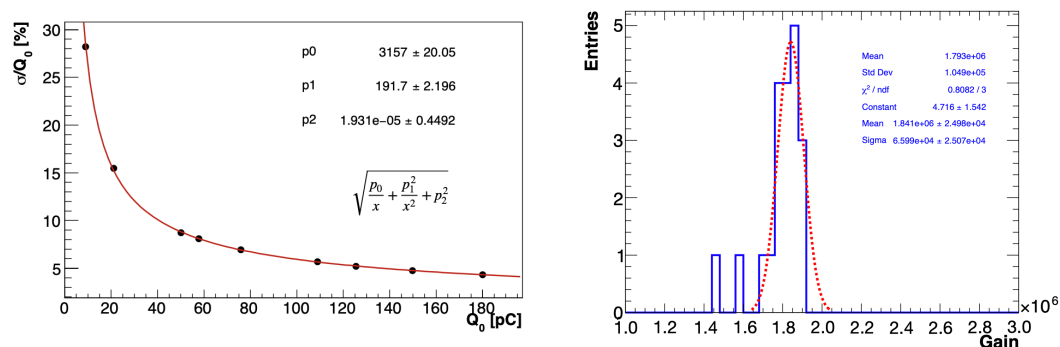 σ/Q0 [%]
30
25
20
15
10
5
p0 3157 ± 20.05
p1 191.7 ± 2.196
p2 1.931e−05 ± 0.4492
√(p0/x + p1²/x² + p2²)
0 20 40 60 80 100 120 140 160 180
Q0 [pC]
Entries
5
4
3
2
1
0
Mean 1.793e+06
Std Dev 1.049e+05
χ² / ndf 0.8082 / 3
Constant 4.716 ± 1.542
Mean 1.841e+06 ± 2.498e+04
Sigma 6.599e+04 ± 2.507e+04
1.0 1.2 1.4 1.6 1.8 2.0 2.2 2.4 2.6 2.8 3.0
×10⁶
Gain